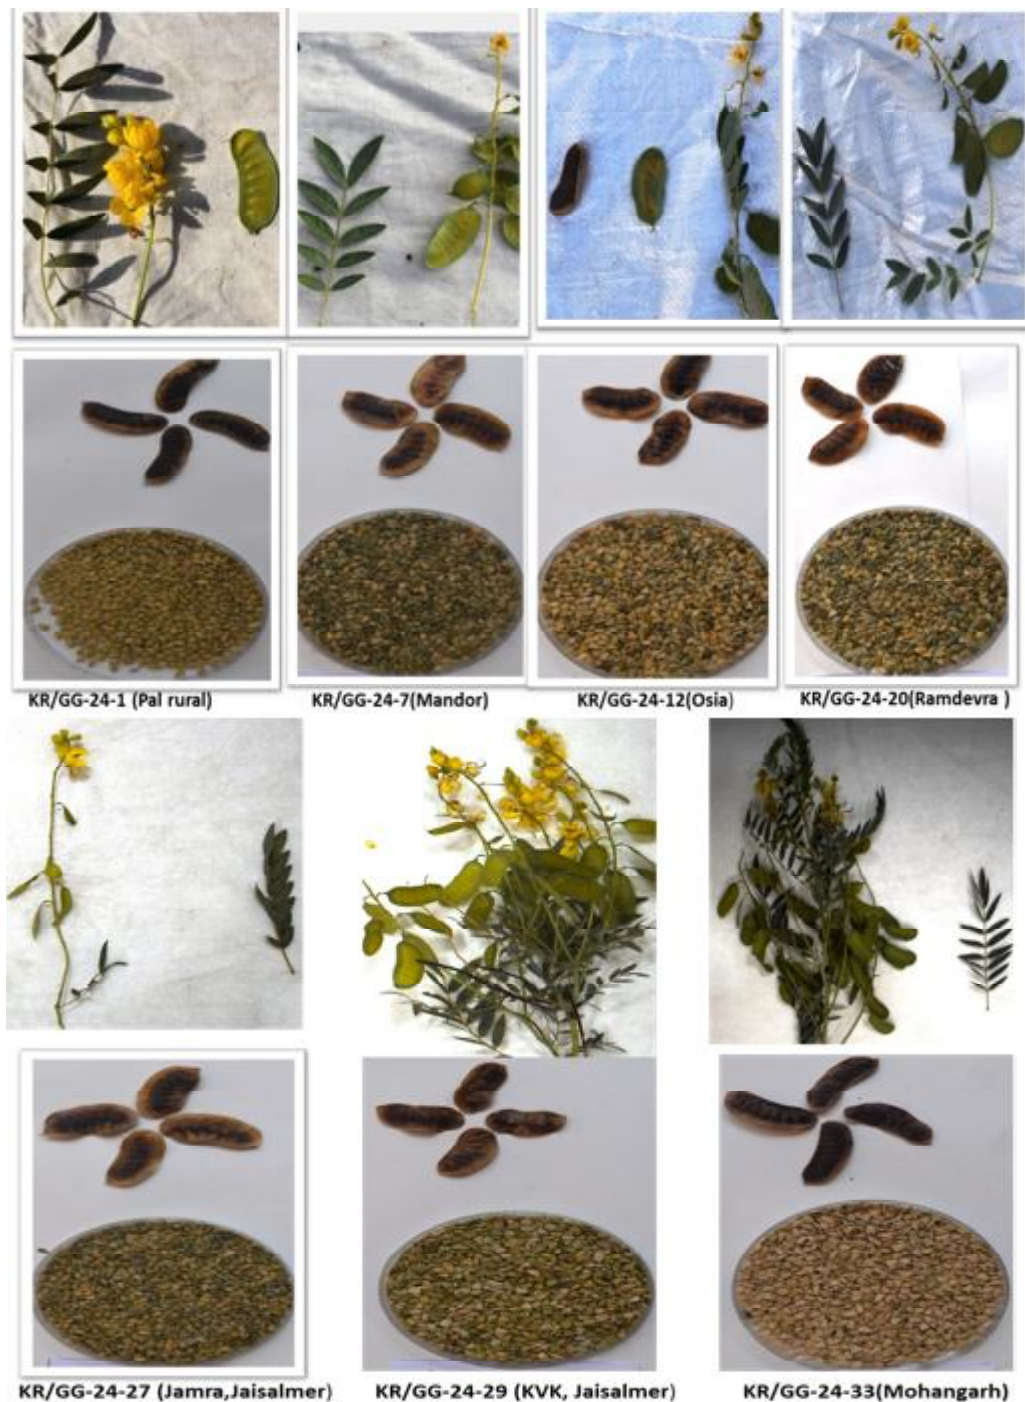 KR/GG-24-1 (Pal rural)
KR/GG-24-7(Mandor)
KR/GG-24-12(Osia)
KR/GG-24-20(Ramdevra )
KR/GG-24-27 (Jamra,Jaisalmer)
KR/GG-24-29 (KVK, Jaisalmer)
KR/GG-24-33(Mohangarh)